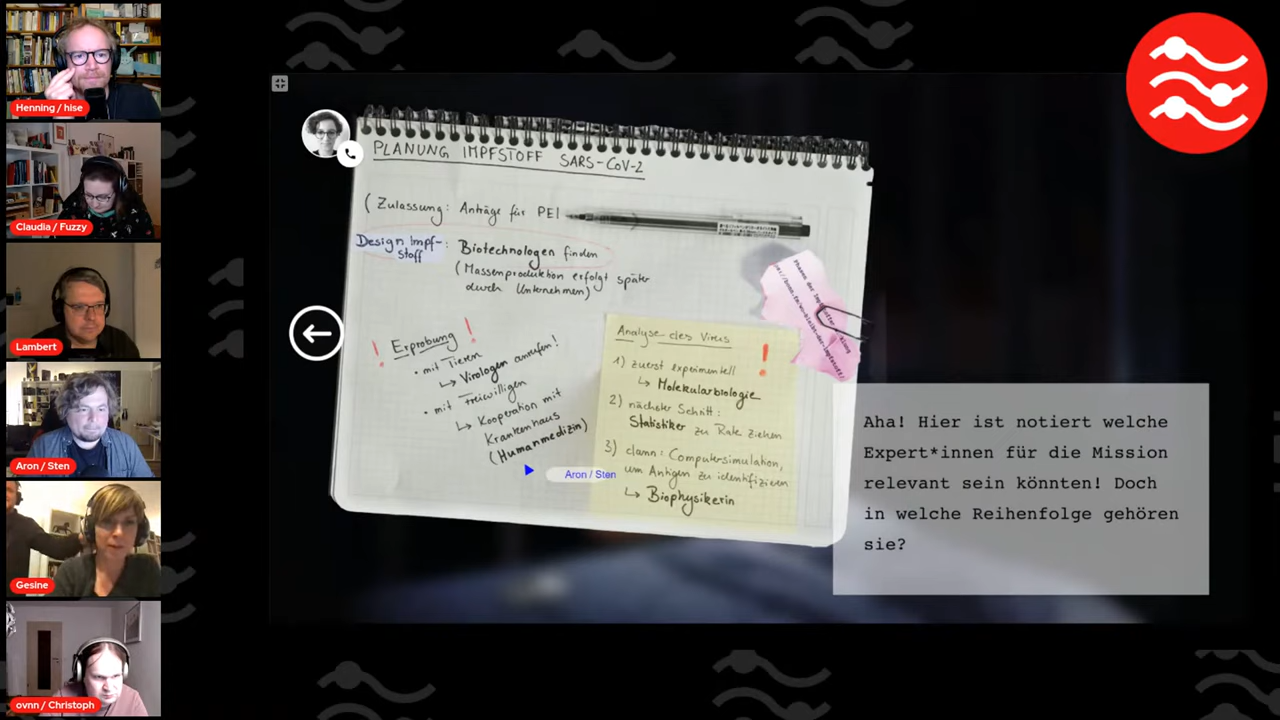 Henning / hise
Claudia / Fuzzy
Lambert
Aron / Sten
Gesine
ovnn / Christoph
PLANUNG IMPFSTOFF SARS-CoV-2
(Zulassung: Anträge für PEI
Design Impf-
stoff
: Biotechnologen finden
(Massenproduktion erfolgt später
durch Unternehmen)
! Erprobung !
• mit Tieren
↳ Virologen anrufen!
• mit freiwilligen
↳ Kooperation mit
Krankenhaus
(Humanmedizin)
Aron / Sten
Analyse des Virus !
1) zuerst experimentell
↳ Molekularbiologie
2) nächster Schritt:
Statistiker zu Rate ziehen
3) dann: Computersimulation,
um Antigen zu identifizieren
↳ Biophysikerin
Phasen der Impfstoff
Aha! Hier ist notiert welche
Expert*innen für die Mission
relevant sein könnten! Doch
in welche Reihenfolge gehören
sie?